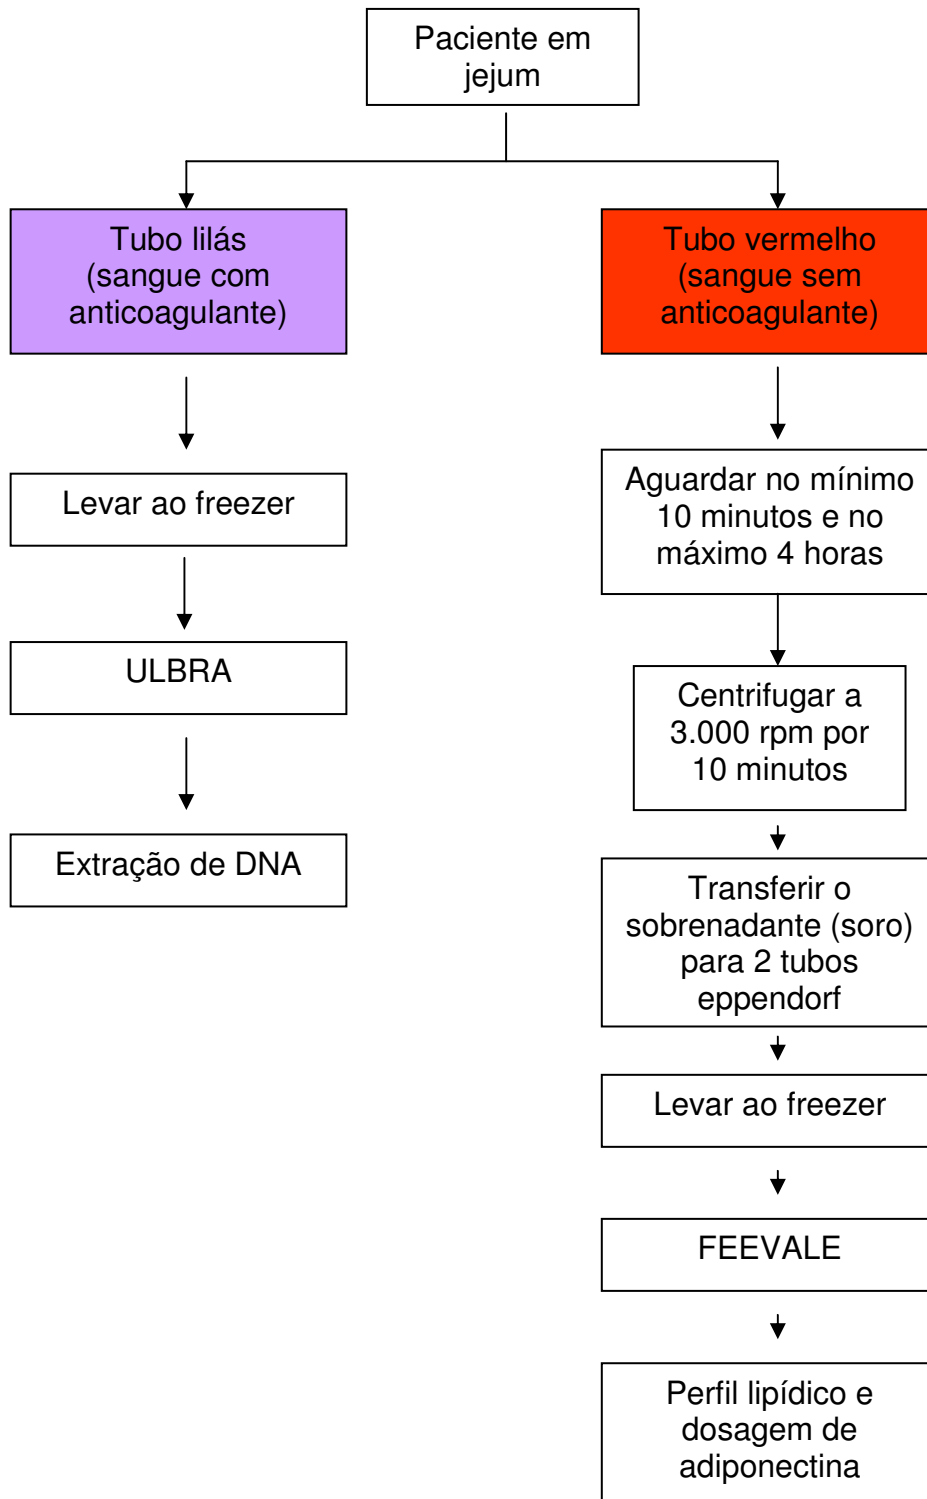 Paciente em
jejum
Tubo lilás
(sangue com
anticoagulante)
Levar ao freezer
ULBRA
Extração de DNA
Tubo vermelho
(sangue sem
anticoagulante)
Aguardar no mínimo
10 minutos e no
máximo 4 horas
Centrifugar a
3.000 rpm por
10 minutos
Transferir o
sobrenadante (soro)
para 2 tubos
eppendorf
Levar ao freezer
FEEVALE
Perfil lipídico e
dosagem de
adiponectina